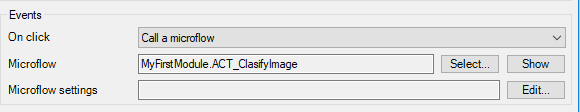 Events
On click Call a microflow
Microflow MyFirstModule.ACT_ClasifyImage Select... Show
Microflow settings Edit...